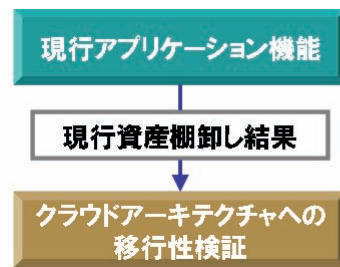 現行アプリケーション機能
現行資産棚卸し結果
クラウドアーキテクチャへの
移行性検証